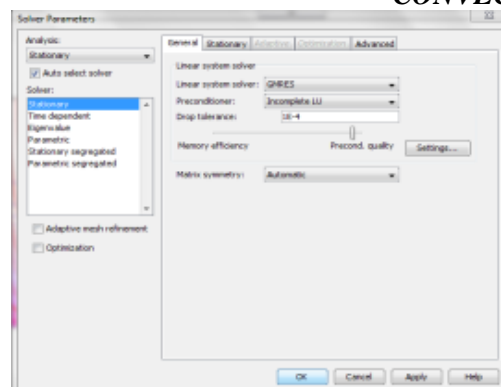 CONVEC
Solver Parameters
Analysis:
Stationary
Auto select solver
Solver:
Stationary
Time dependent
Eigenvalue
Parametric
Stationary segregated
Parametric segregated
Adaptive mesh refinement
Optimization
General Stationary Adaptive Optimization Advanced
Linear system solver
Linear system solver: GMRES
Preconditioner: Incomplete LU
Drop tolerance: 1E-4
Memory efficiency Precond. quality Settings...
Matrix symmetry: Automatic
OK Cancel Apply Help